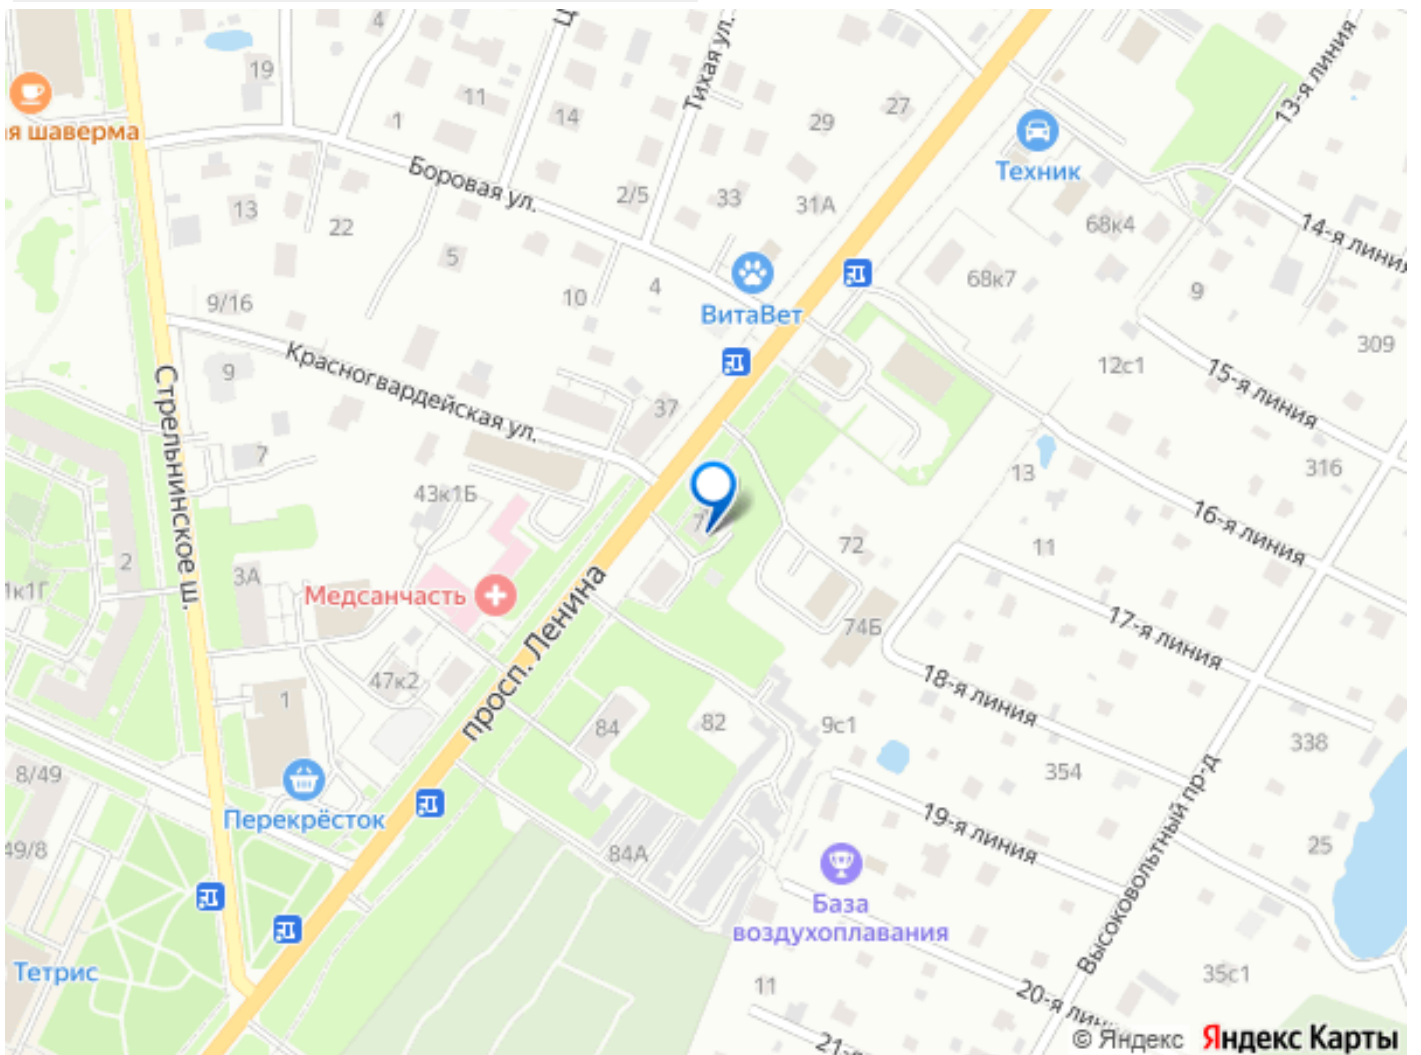 4
Тихая ул.
13-я линия
19
11
1
14
29
27
я шаверма
Техник
Боровая ул.
2/5
33
31А
13
22
68к4
14-я линия
5
68к7
9
9/16
10
4
ВитаВет
309
Красногвардейская ул.
9
12с1
15-я линия
Стрельнинское ш.
37
7
316
43к1Б
13
16-я линия
7
72
11
2
3А
1к1Г
Медсанчасть
просп. Ленина
74Б
17-я линия
47к2
18-я линия
1
84
82
9с1
338
8/49
354
Высоковольтный пр-д
Перекрёсток
19-я линия
49/8
84А
25
База
воздухоплавания
Тетрис
11
35с1
20-я лин
21-
© Яндекс Яндекс Карты